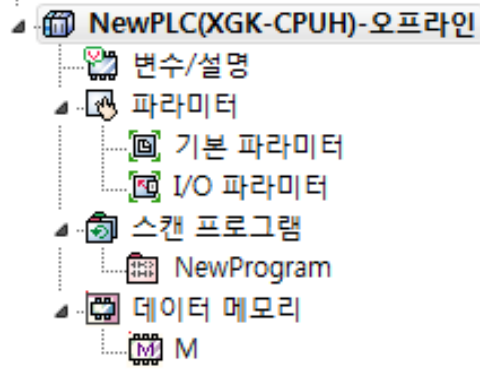 NewPLC(XGK-CPUH)-오프라인
변수/설명
파라미터
기본 파라미터
I/O 파라미터
스캔 프로그램
NewProgram
데이터 메모리
M